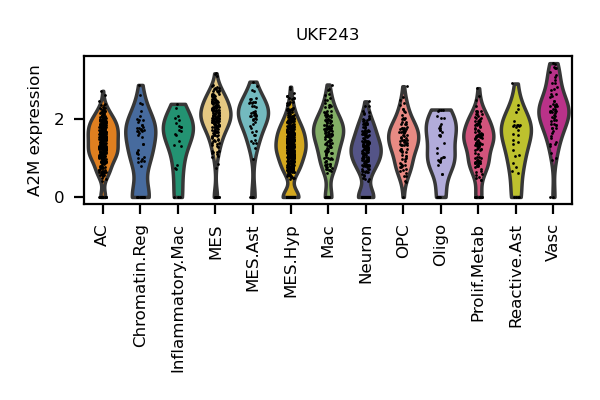 UKF243
A2M expression
2
0
AC
Chromatin.Reg
Inflammatory.Mac
MES
MES.Ast
MES.Hyp
Mac
Neuron
OPC
Oligo
Prolif.Metab
Reactive.Ast
Vasc